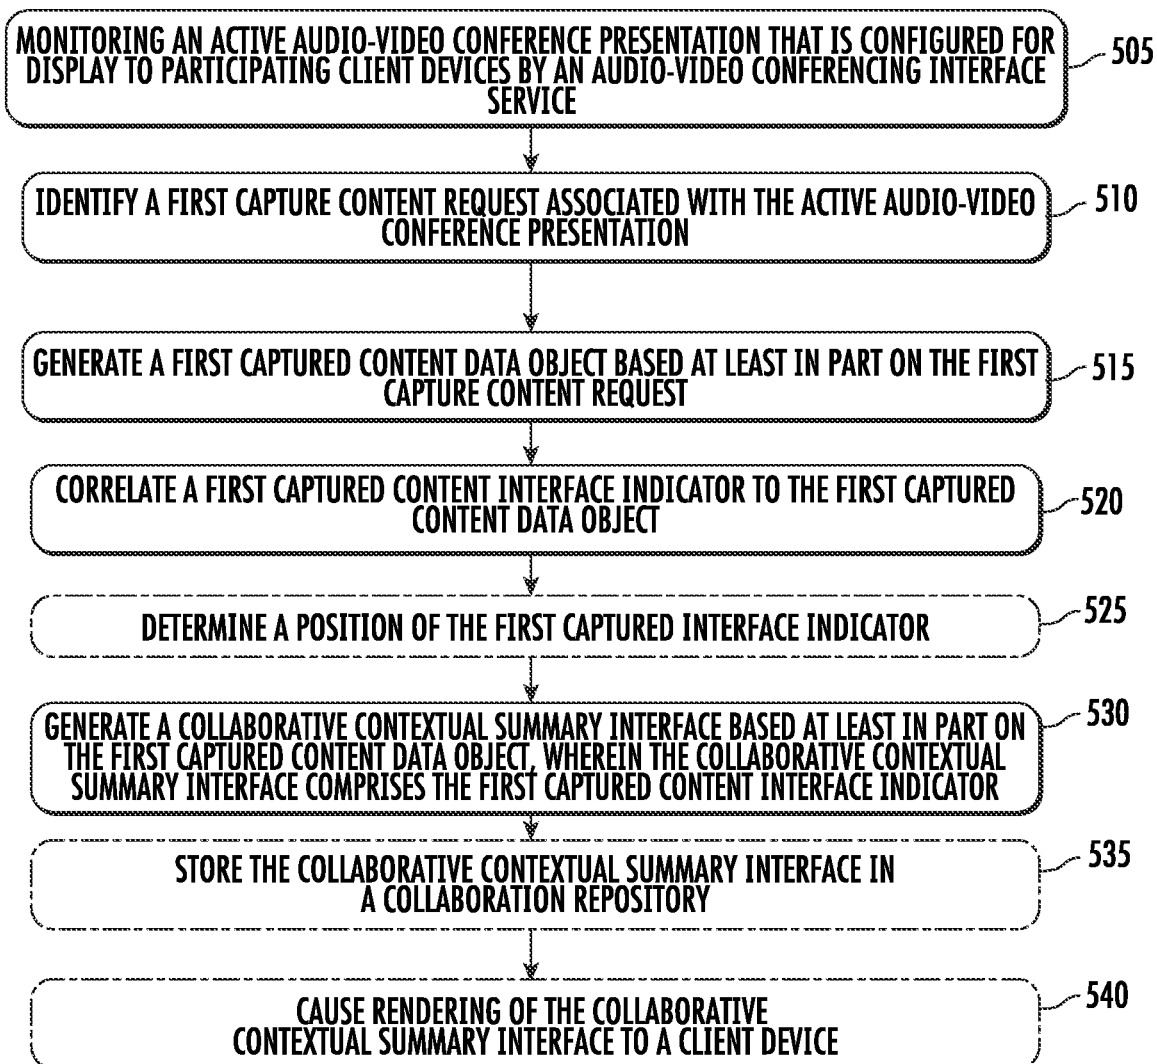 MONITORING AN ACTIVE AUDIO-VIDEO CONFERENCE PRESENTATION THAT IS CONFIGURED FOR
DISPLAY TO PARTICIPATING CLIENT DEVICES BY AN AUDIO-VIDEO CONFERENCING INTERFACE
SERVICE
505
IDENTIFY A FIRST CAPTURE CONTENT REQUEST ASSOCIATED WITH THE ACTIVE AUDIO-VIDEO
CONFERENCE PRESENTATION
510
GENERATE A FIRST CAPTURED CONTENT DATA OBJECT BASED AT LEAST IN PART ON THE FIRST
CAPTURE CONTENT REQUEST
515
CORRELATE A FIRST CAPTURED CONTENT INTERFACE INDICATOR TO THE FIRST CAPTURED
CONTENT DATA OBJECT
520
DETERMINE A POSITION OF THE FIRST CAPTURED INTERFACE INDICATOR
525
GENERATE A COLLABORATIVE CONTEXTUAL SUMMARY INTERFACE BASED AT LEAST IN PART ON
THE FIRST CAPTURED CONTENT DATA OBJECT, WHEREIN THE COLLABORATIVE CONTEXTUAL
SUMMARY INTERFACE COMPRISES THE FIRST CAPTURED CONTENT INTERFACE INDICATOR
530
STORE THE COLLABORATIVE CONTEXTUAL SUMMARY INTERFACE IN
A COLLABORATION REPOSITORY
535
CAUSE RENDERING OF THE COLLABORATIVE
CONTEXTUAL SUMMARY INTERFACE TO A CLIENT DEVICE
540